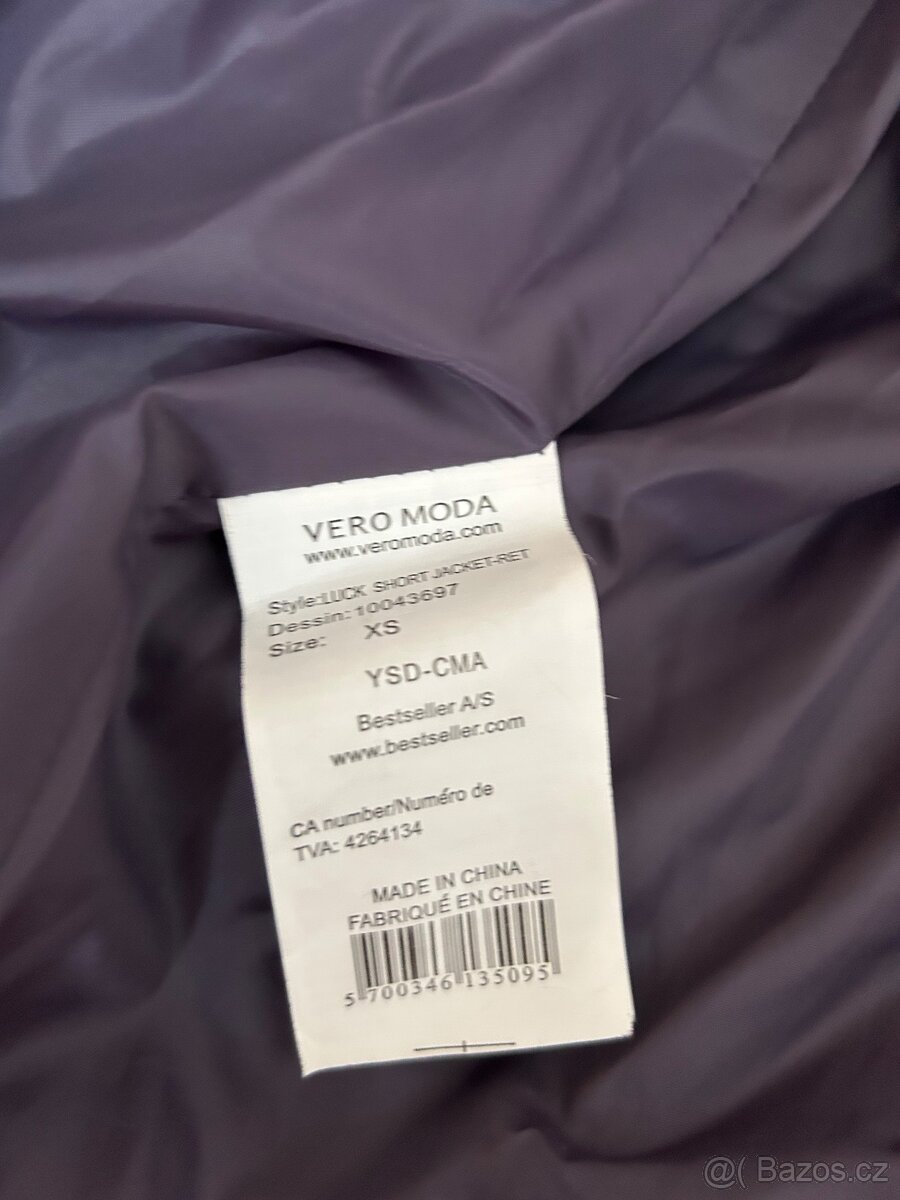 VERO MODA
www.veromoda.com
Style:LUCK SHORT JACKET-RET
Dessin: 10043697
Size: XS
YSD-CMA
Bestseller A/S
www.bestseller.com
CA number/Numéro de
TVA: 4264134
MADE IN CHINA
FABRIQUÉ EN CHINE
5 700346 135095
@( Bazos.cz